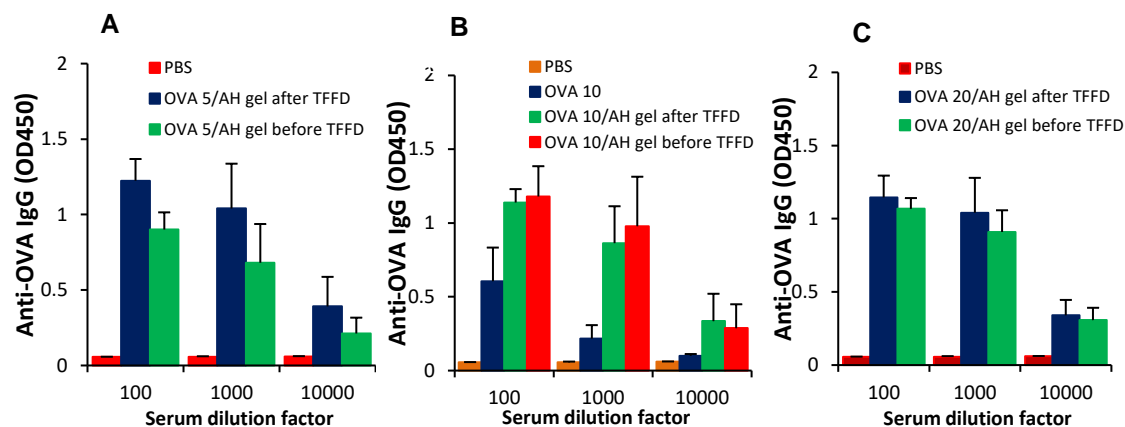 A
Anti-OVA IgG (OD450)
2
1.5
1
0.5
0
PBS
OVA 5/AH gel after TFFD
OVA 5/AH gel before TFFD
100 1000 10000
Serum dilution factor
B
Anti-OVA IgG (OD450)
2
1.5
1
0.5
0
PBS
OVA 10
OVA 10/AH gel after TFFD
OVA 10/AH gel before TFFD
100 1000 10000
Serum dilution factor
C
Anti-OVA IgG (OD450)
2
1.5
1
0.5
0
PBS
OVA 20/AH gel after TFFD
OVA 20/AH gel before TFFD
100 1000 10000
Serum dilution factor